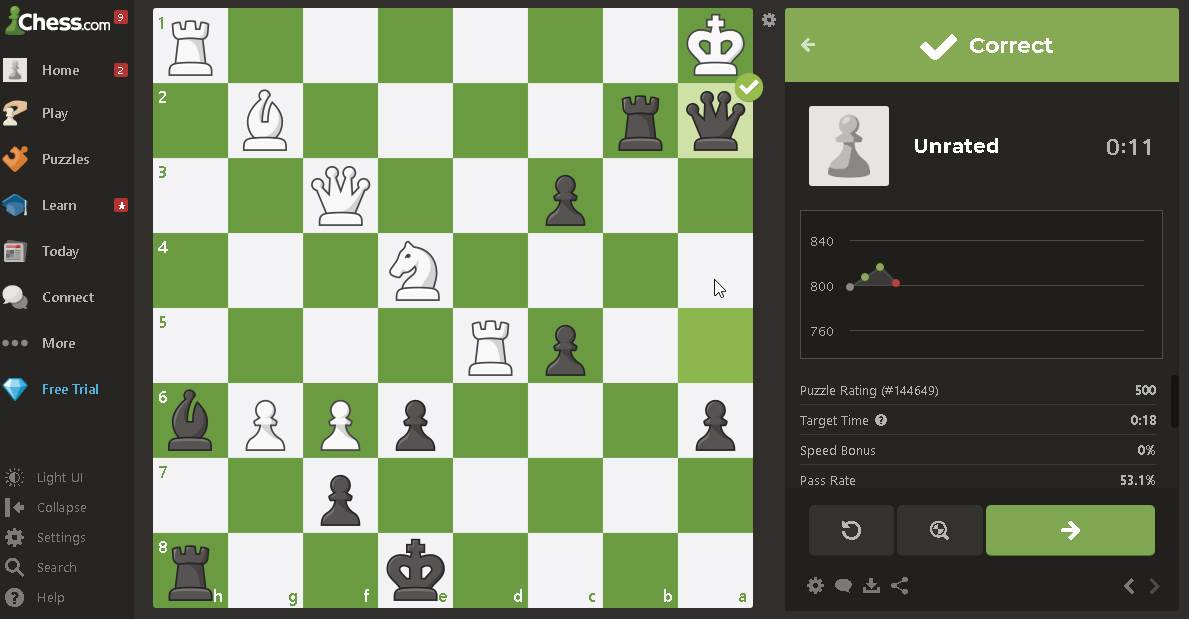 Chess.com 9
Home 2
Play
Puzzles
Learn
Today
Connect
More
Free Trial
Light UI
Collapse
Settings
Search
Help
1
2
3
4
5
6
7
8
h g f e d c b a
Correct
Unrated 0:11
840
800
760
Puzzle Rating (#144649) 500
Target Time ? 0:18
Speed Bonus 0%
Pass Rate 53.1%